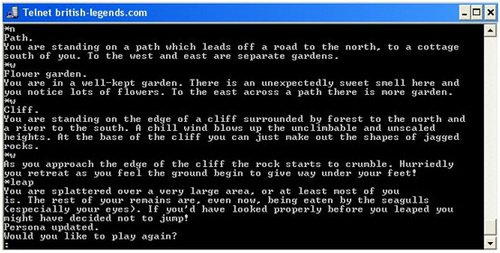 Telnet british-legends.com
*n
Path.
You are standing on a path which leads off a road to the north, to a cottage
south of you. To the west and east are separate gardens.
*w
Flower garden.
You are in a well-kept garden. There is an unexpectedly sweet smell here and
you notice lots of flowers. To the east across a path there is more garden.
*w
Cliff.
You are standing on the edge of a cliff surrounded by forest to the north and
a river to the south. A chill wind blows up the unclimbable and unscaled
heights. At the base of the cliff you can just make out the shapes of jagged
rocks.
*w
As you approach the edge of the cliff the rock starts to crumble. Hurriedly
you retreat as you feel the ground begin to give way under your feet!
*leap
You are splattered over a very large area, or at least most of you
is. The rest of your remains are, even now, being eaten by the seagulls
(especially your eyes). If you'd have looked properly before you leaped you
might have decided not to jump!
Persona updated.
Would you like to play again?
: